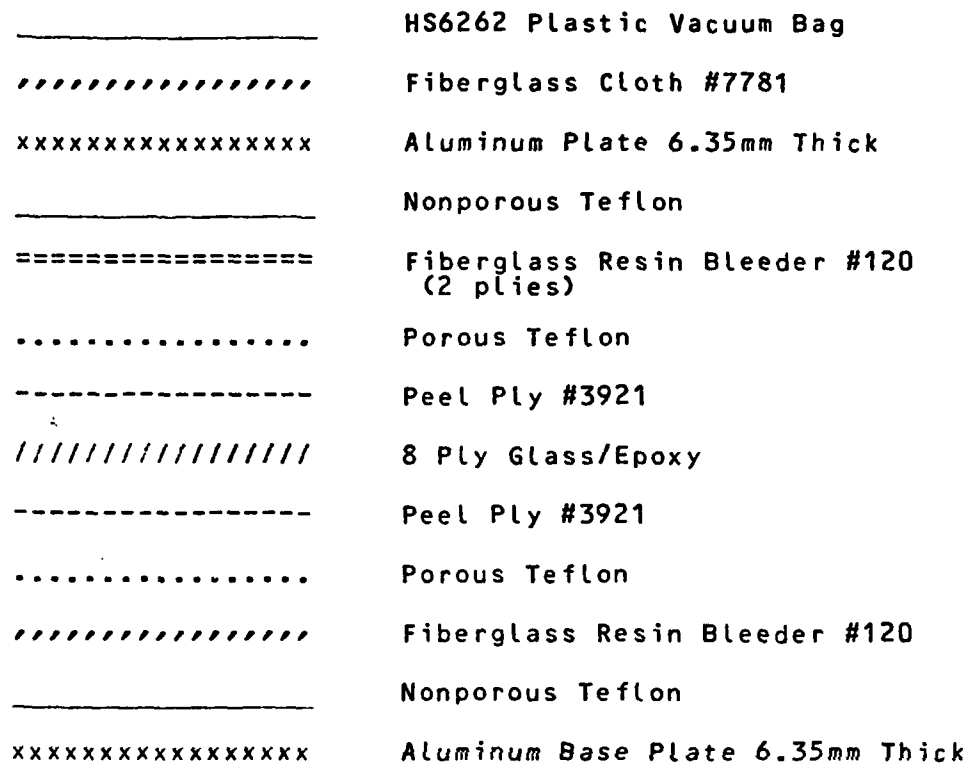 HS6262 Plastic Vacuum Bag
Fiberglass Cloth #7781
xxxxxxxxxxxxxxxxx Aluminum Plate 6.35mm Thick
Nonporous Teflon
================= Fiberglass Resin Bleeder #120
(2 plies)
................. Porous Teflon
----------------- Peel Ply #3921
///////////////// 8 Ply Glass/Epoxy
----------------- Peel Ply #3921
................. Porous Teflon
Fiberglass Resin Bleeder #120
Nonporous Teflon
xxxxxxxxxxxxxxxxx Aluminum Base Plate 6.35mm Thick